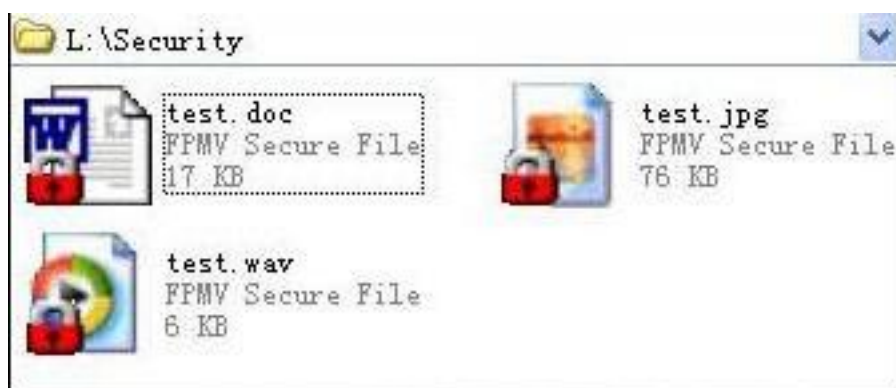 L:\Security
test.doc
FPMV Secure File
17 KB
test.jpg
FPMV Secure File
76 KB
test.wav
FPMV Secure File
6 KB